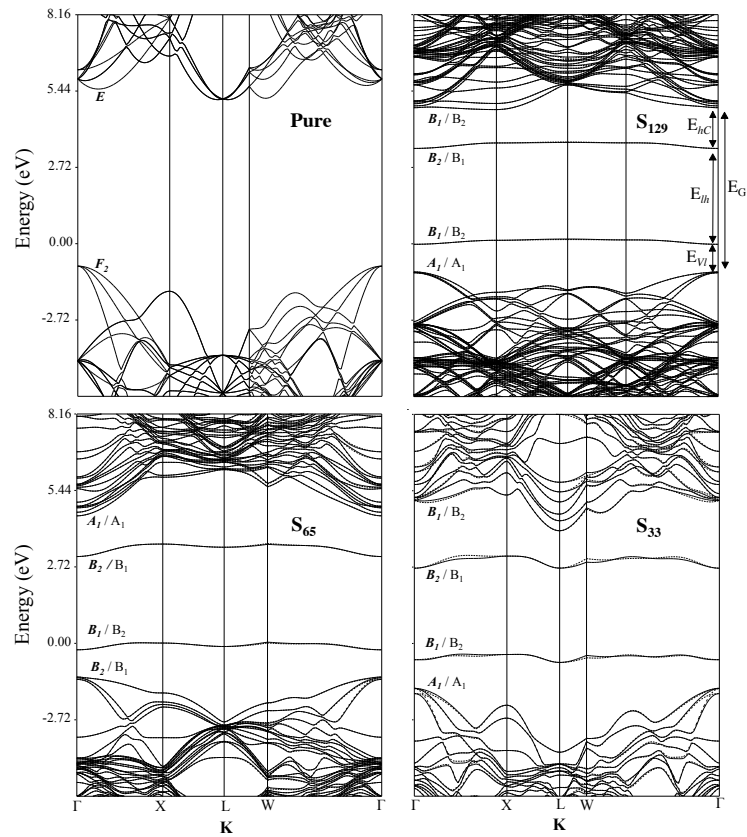 8.16
5.44
2.72
0.00
-2.72
Energy (eV)
E
Pure
F2
B1 / B2
S129
EhC
B2 / B1
Elh
EG
B1 / B2
EVl
A1 / A1
8.16
5.44
2.72
0.00
-2.72
Energy (eV)
A1 / A1
S65
B2 / B1
B1 / B2
B2 / B1
Γ X L W Γ
K
B1 / B2
S33
B2 / B1
B1 / B2
A1 / A1
Γ X L W Γ
K